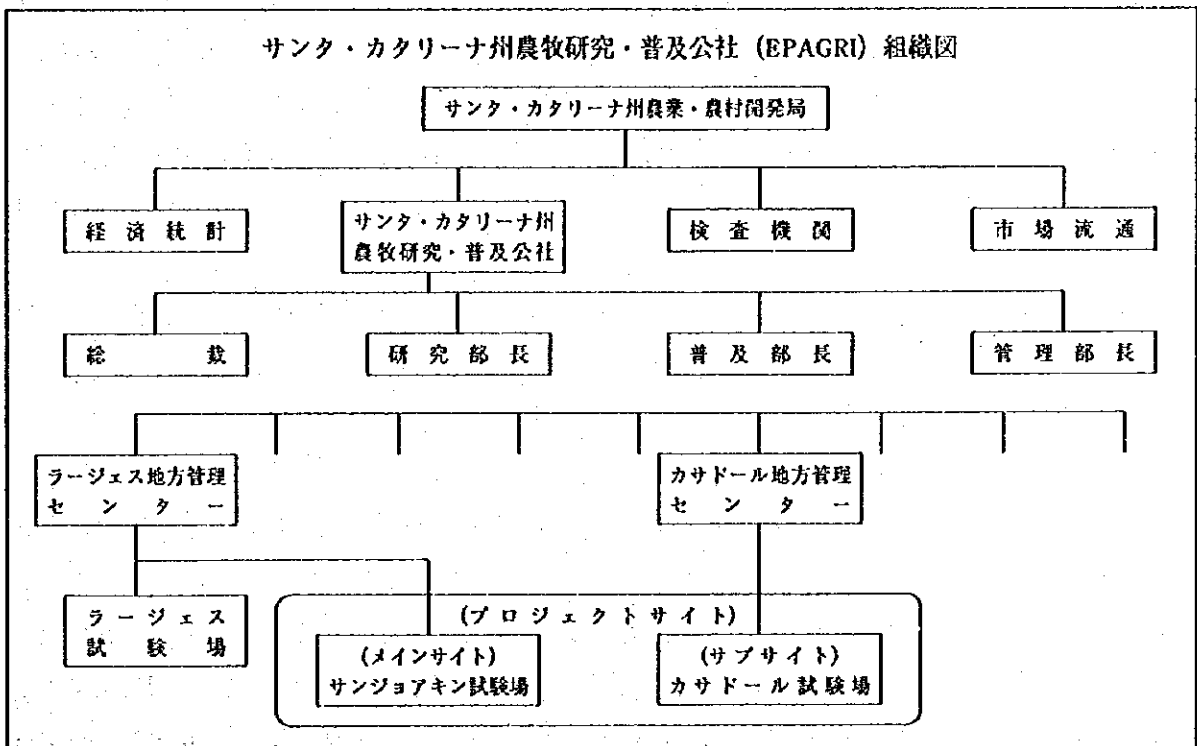 サンタ・カタリーナ州農牧研究・普及公社 (EPAGRI) 組織図
サンタ・カタリーナ州農業・農村開発局
経済統計
サンタ・カタリーナ州
農牧研究・普及公社
検査機関
市場流通
総裁
研究部長
普及部長
管理部長
ラージェス地方管理
センター
カサドール地方管理
センター
ラージェス
試験場
(プロジェクトサイト)
(メインサイト)
サンジョアキン試験場
(サブサイト)
カサドール試験場